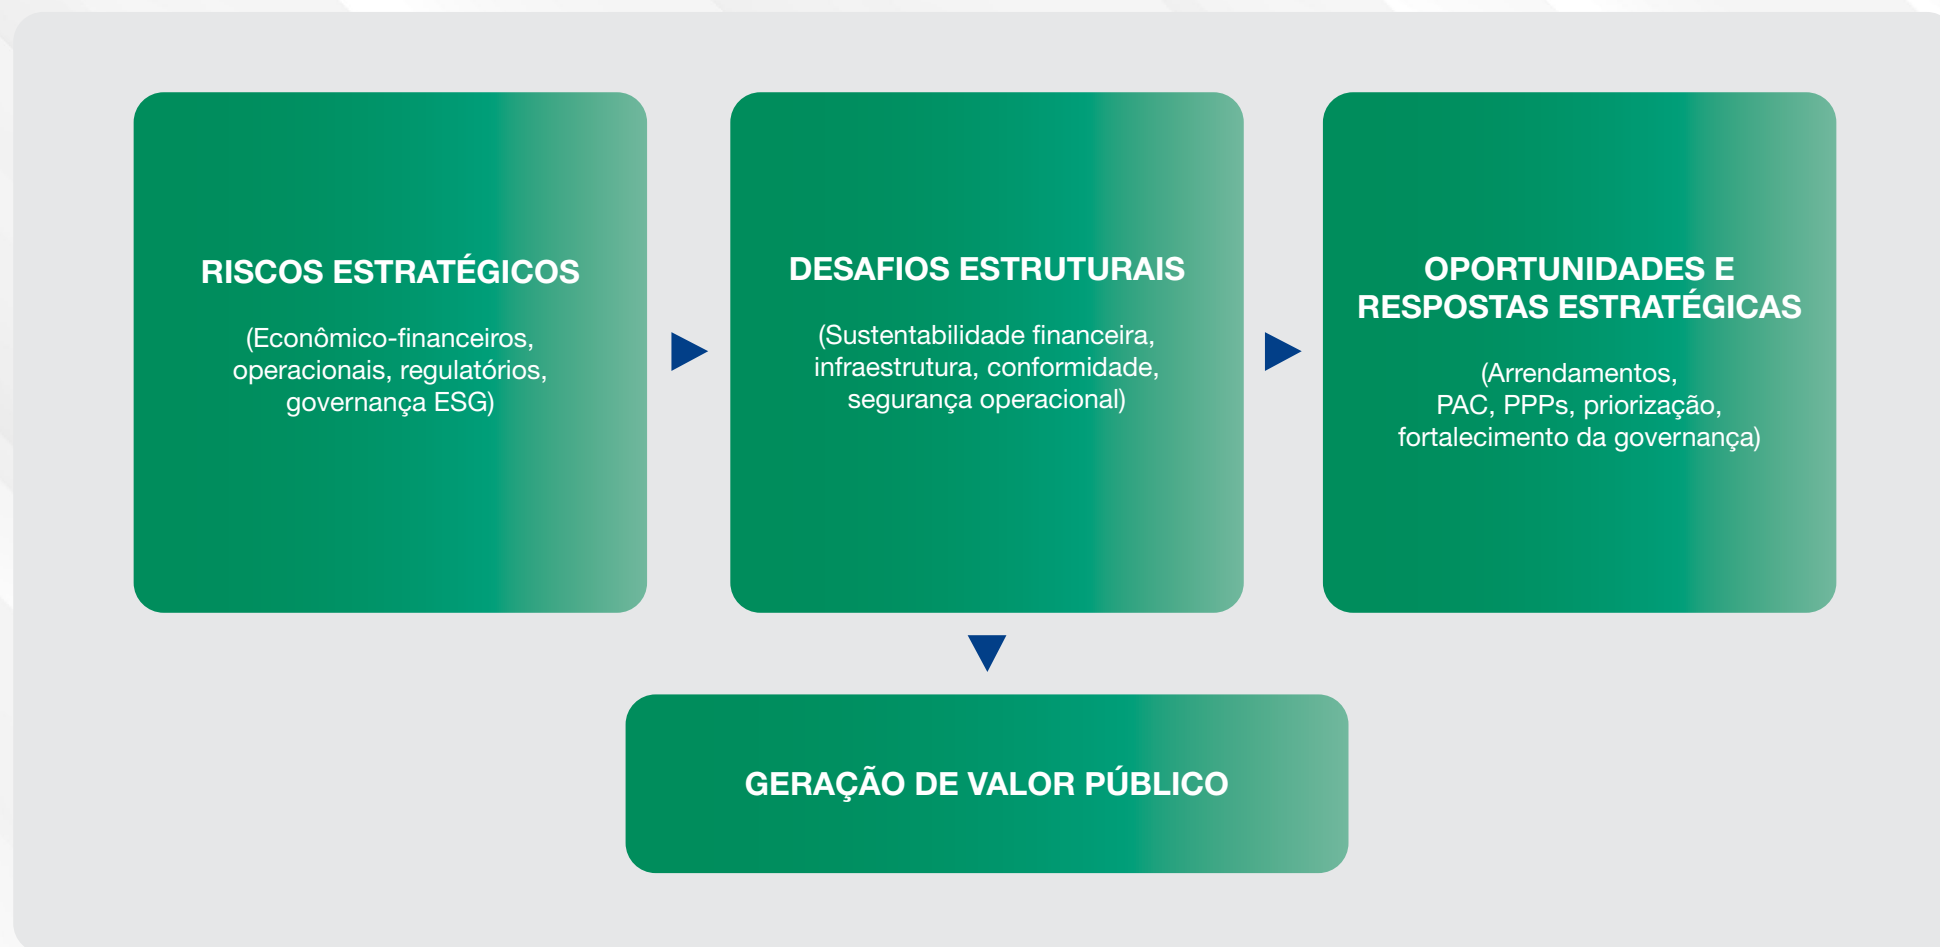 RISCOS ESTRATÉGICOS
(Econômico-financeiros,
operacionais, regulatórios,
governança ESG)
DESAFIOS ESTRUTURAIS
(Sustentabilidade financeira,
infraestrutura, conformidade,
segurança operacional)
OPORTUNIDADES E
RESPOSTAS ESTRATÉGICAS
(Arrendamentos,
PAC, PPPs, priorização,
fortalecimento da governança)
GERAÇÃO DE VALOR PÚBLICO